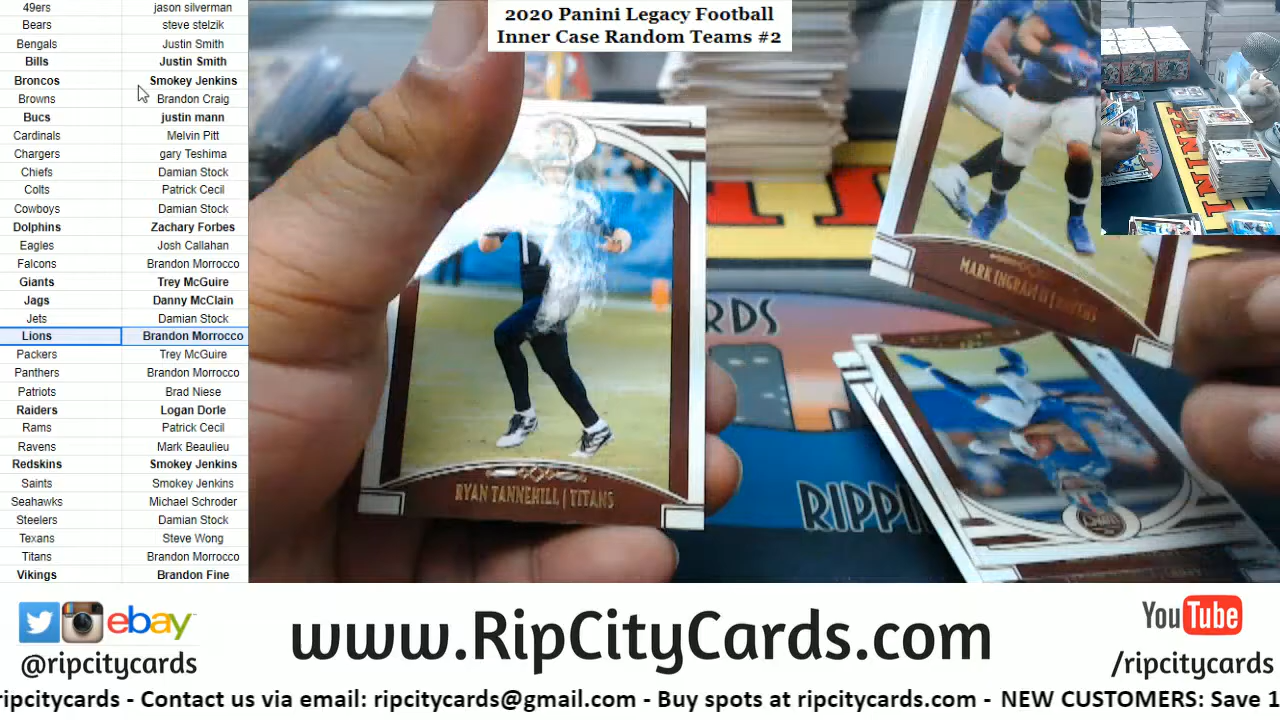 2020 Panini Legacy Football
Inner Case Random Teams #2
49ers jason silverman
Bears steve stelzik
Bengals Justin Smith
Bills Justin Smith
Broncos Smokey Jenkins
Browns Brandon Craig
Bucs justin mann
Cardinals Melvin Pitt
Chargers gary Teshima
Chiefs Damian Stock
Colts Patrick Cecil
Cowboys Damian Stock
Dolphins Zachary Forbes
Eagles Josh Callahan
Falcons Brandon Morrocco
Giants Trey McGuire
Jags Danny McClain
Jets Damian Stock
Lions Brandon Morrocco
Packers Trey McGuire
Panthers Brandon Morrocco
Patriots Brad Niese
Raiders Logan Dorle
Rams Patrick Cecil
Ravens Mark Beaulieu
Redskins Smokey Jenkins
Saints Smokey Jenkins
Seahawks Michael Schroder
Steelers Damian Stock
Texans Steve Wong
Titans Brandon Morrocco
Vikings Brandon Fine
RYAN TANNEHILL | TITANS
MARK INGRAM II |
RDS
RIPPI
PANINI
ebay
@ripcitycards
www.RipCityCards.com
YouTube
/ripcitycards
ripcitycards - Contact us via email: ripcitycards@gmail.com - Buy spots at ripcitycards.com - NEW CUSTOMERS: Save 1